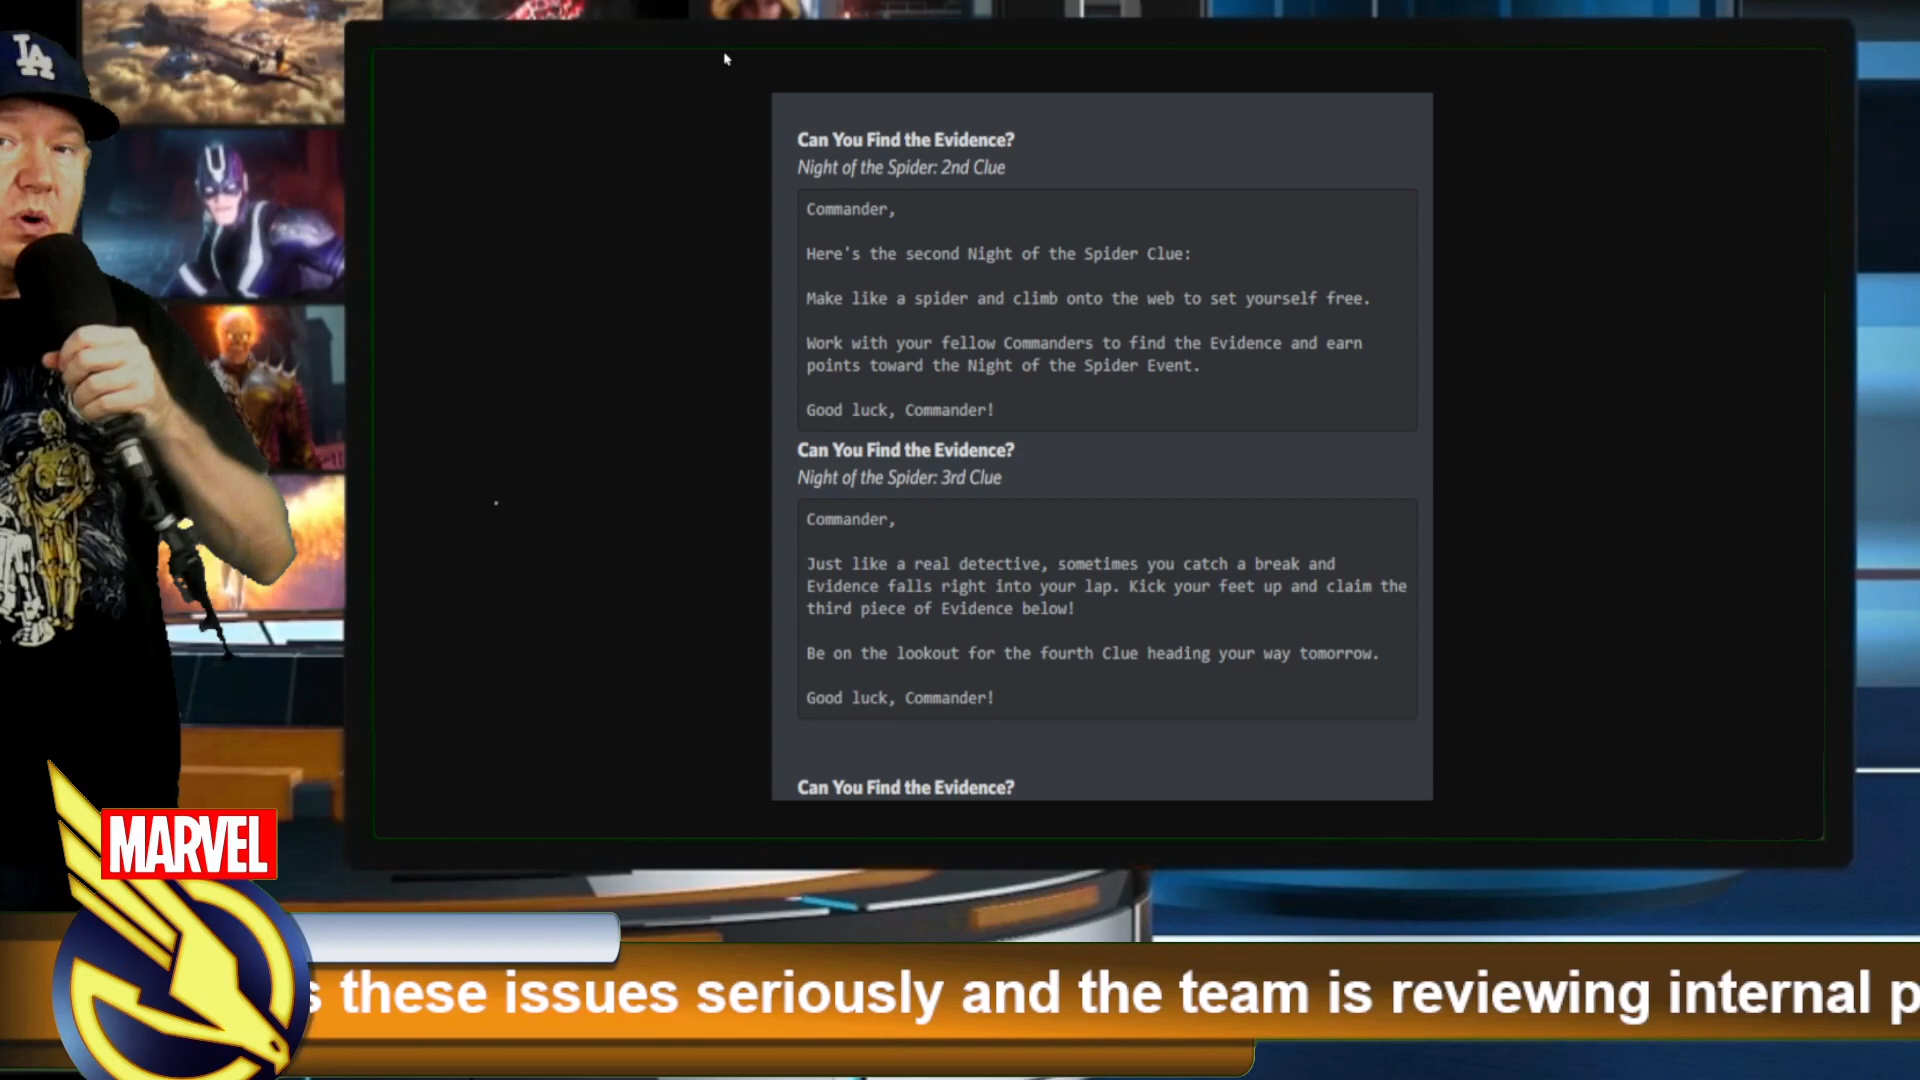 LA
Can You Find the Evidence?
Night of the Spider: 2nd Clue
Commander,
Here's the second Night of the Spider Clue:
Make like a spider and climb onto the web to set yourself free.
Work with your fellow Commanders to find the Evidence and earn
points toward the Night of the Spider Event.
Good luck, Commander!
Can You Find the Evidence?
Night of the Spider: 3rd Clue
Commander,
Just like a real detective, sometimes you catch a break and
Evidence falls right into your lap. Kick your feet up and claim the
third piece of Evidence below!
Be on the lookout for the fourth Clue heading your way tomorrow.
Good luck, Commander!
Can You Find the Evidence?
MARVEL
s these issues seriously and the team is reviewing internal p